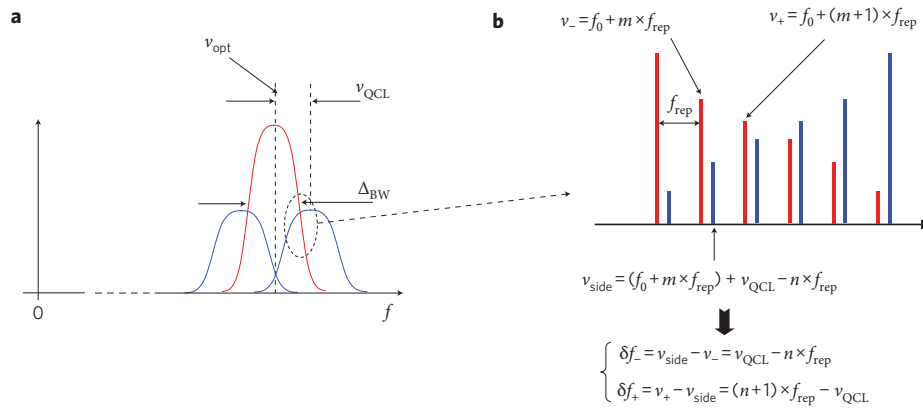 a
ν_opt
ν_QCL
Δ_BW
0
f
b
ν_– = f_0 + m × f_rep
ν_+ = f_0 + (m + 1) × f_rep
f_rep
ν_side = (f_0 + m × f_rep) + ν_QCL – n × f_rep
δf_– = ν_side – ν_– = ν_QCL – n × f_rep
δf_+ = ν_+ – ν_side = (n + 1) × f_rep – ν_QCL